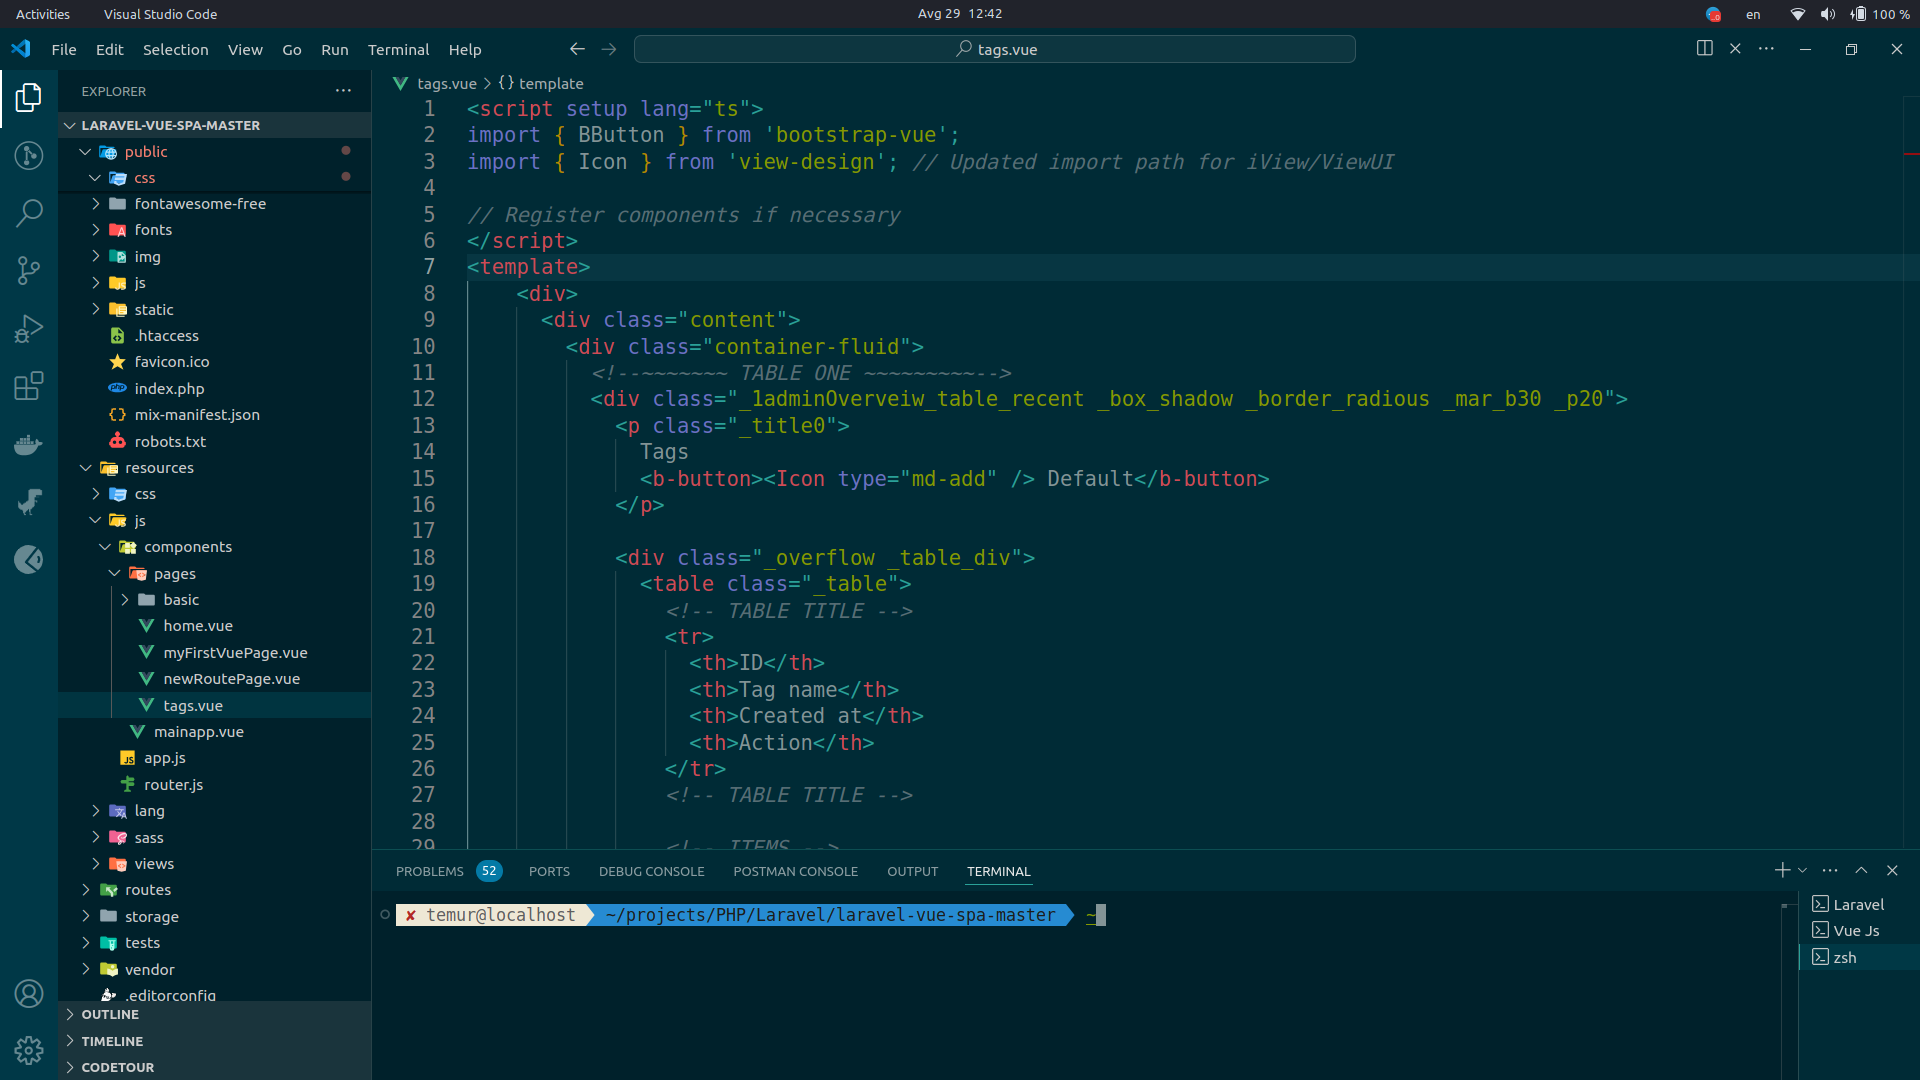 Activities
Visual Studio Code
Avg 29 12:42
en
100 %
File Edit Selection View Go Run Terminal Help
tags.vue
EXPLORER
LARAVEL-VUE-SPA-MASTER
public
css
fontawesome-free
fonts
img
js
static
.htaccess
favicon.ico
index.php
mix-manifest.json
robots.txt
resources
css
js
components
pages
basic
home.vue
myFirstVuePage.vue
newRoutePage.vue
tags.vue
mainapp.vue
app.js
router.js
lang
sass
views
routes
storage
tests
vendor
.editorconfig
OUTLINE
TIMELINE
CODETOUR
tags.vue > {} template
1 <script setup lang="ts">
2 import { BButton } from 'bootstrap-vue';
3 import { Icon } from 'view-design'; // Updated import path for iView/ViewUI
4
5 // Register components if necessary
6 </script>
7 <template>
8 <div>
9 <div class="content">
10 <div class="container-fluid">
11 <!--~~~~~~~ TABLE ONE ~~~~~~~~~-->
12 <div class="_1adminOverveiw_table_recent _box_shadow _border_radious _mar_b30 _p20">
13 <p class="_title0">
14 Tags
15 <b-button><Icon type="md-add" /> Default</b-button>
16 </p>
17
18 <div class="_overflow _table_div">
19 <table class="_table">
20 <!-- TABLE TITLE -->
21 <tr>
22 <th>ID</th>
23 <th>Tag name</th>
24 <th>Created at</th>
25 <th>Action</th>
26 </tr>
27 <!-- TABLE TITLE -->
28
29 <!-- ITEMS -->
PROBLEMS 52 PORTS DEBUG CONSOLE POSTMAN CONSOLE OUTPUT TERMINAL
✘ temur@localhost ~/projects/PHP/Laravel/laravel-vue-spa-master ~
Laravel
Vue Js
zsh